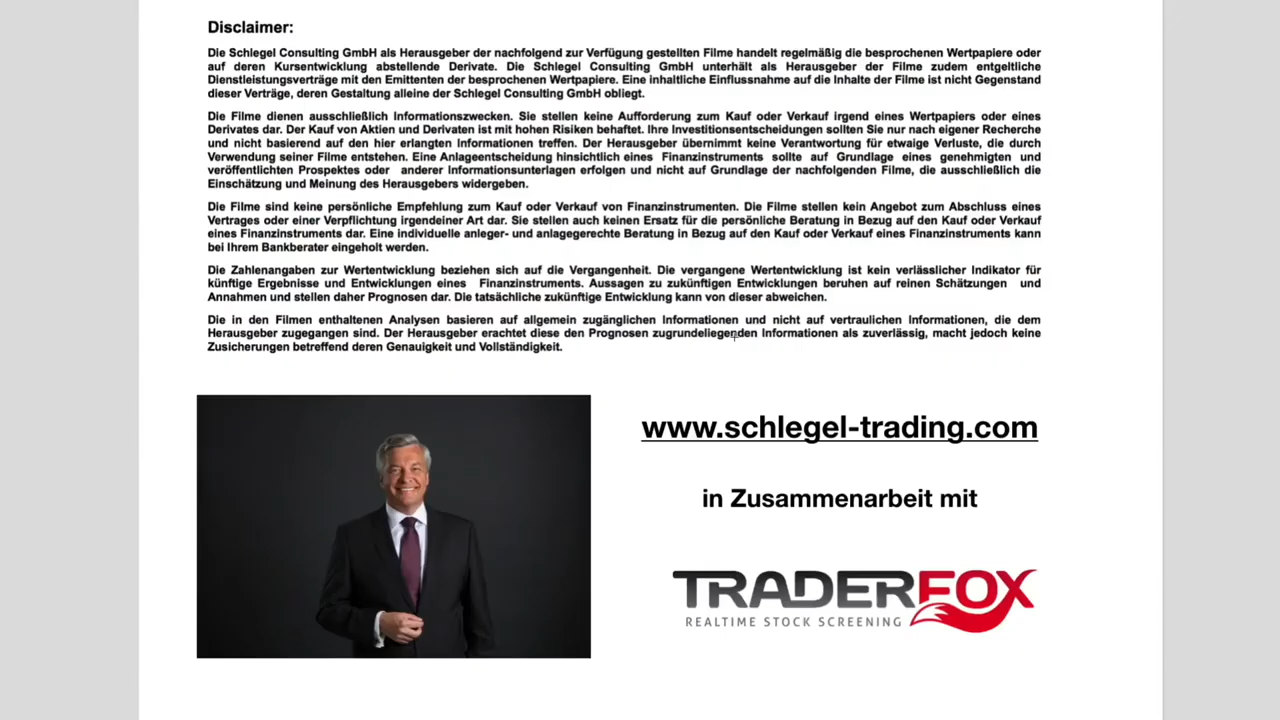 Disclaimer:
Die Schlegel Consulting GmbH als Herausgeber der nachfolgend zur Verfügung gestellten Filme handelt regelmäßig die besprochenen Wertpapiere oder
auf deren Kursentwicklung abstellende Derivate. Die Schlegel Consulting GmbH unterhält als Herausgeber der Filme zudem entgeltliche
Dienstleistungsverträge mit den Emittenten der besprochenen Wertpapiere. Eine inhaltliche Einflussnahme auf die Inhalte der Filme ist nicht Gegenstand
dieser Verträge, deren Gestaltung alleine der Schlegel Consulting GmbH obliegt.
Die Filme dienen ausschließlich Informationszwecken. Sie stellen keine Aufforderung zum Kauf oder Verkauf irgend eines Wertpapiers oder eines
Derivates dar. Der Kauf von Aktien und Derivaten ist mit hohen Risiken behaftet. Ihre Investitionsentscheidungen sollten Sie nur nach eigener Recherche
und nicht basierend auf den hier erlangten Informationen treffen. Der Herausgeber übernimmt keine Verantwortung für etwaige Verluste, die durch
Verwendung seiner Filme entstehen. Eine Anlageentscheidung hinsichtlich eines Finanzinstruments sollte auf Grundlage eines genehmigten und
veröffentlichten Prospektes oder anderer Informationsunterlagen erfolgen und nicht auf Grundlage der nachfolgenden Filme, die ausschließlich die
Einschätzung und Meinung des Herausgebers widergeben.
Die Filme sind keine persönliche Empfehlung zum Kauf oder Verkauf von Finanzinstrumenten. Die Filme stellen kein Angebot zum Abschluss eines
Vertrages oder einer Verpflichtung irgendeiner Art dar. Sie stellen auch keinen Ersatz für die persönliche Beratung in Bezug auf den Kauf oder Verkauf
eines Finanzinstruments dar. Eine individuelle anleger- und anlagegerechte Beratung in Bezug auf den Kauf oder Verkauf eines Finanzinstruments kann
bei Ihrem Bankberater eingeholt werden.
Die Zahlenangaben zur Wertentwicklung beziehen sich auf die Vergangenheit. Die vergangene Wertentwicklung ist kein verlässlicher Indikator für
künftige Ergebnisse und Entwicklungen eines Finanzinstruments. Aussagen zu zukünftigen Entwicklungen beruhen auf reinen Schätzungen und
Annahmen und stellen daher Prognosen dar. Die tatsächliche zukünftige Entwicklung kann von dieser abweichen.
Die in den Filmen enthaltenen Analysen basieren auf allgemein zugänglichen Informationen und nicht auf vertraulichen Informationen, die dem
Herausgeber zugegangen sind. Der Herausgeber erachtet diese den Prognosen zugrundeliegenden Informationen als zuverlässig, macht jedoch keine
Zusicherungen betreffend deren Genauigkeit und Vollständigkeit.
www.schlegel-trading.com
in Zusammenarbeit mit
TRADERFOX
REALTIME STOCK SCREENING